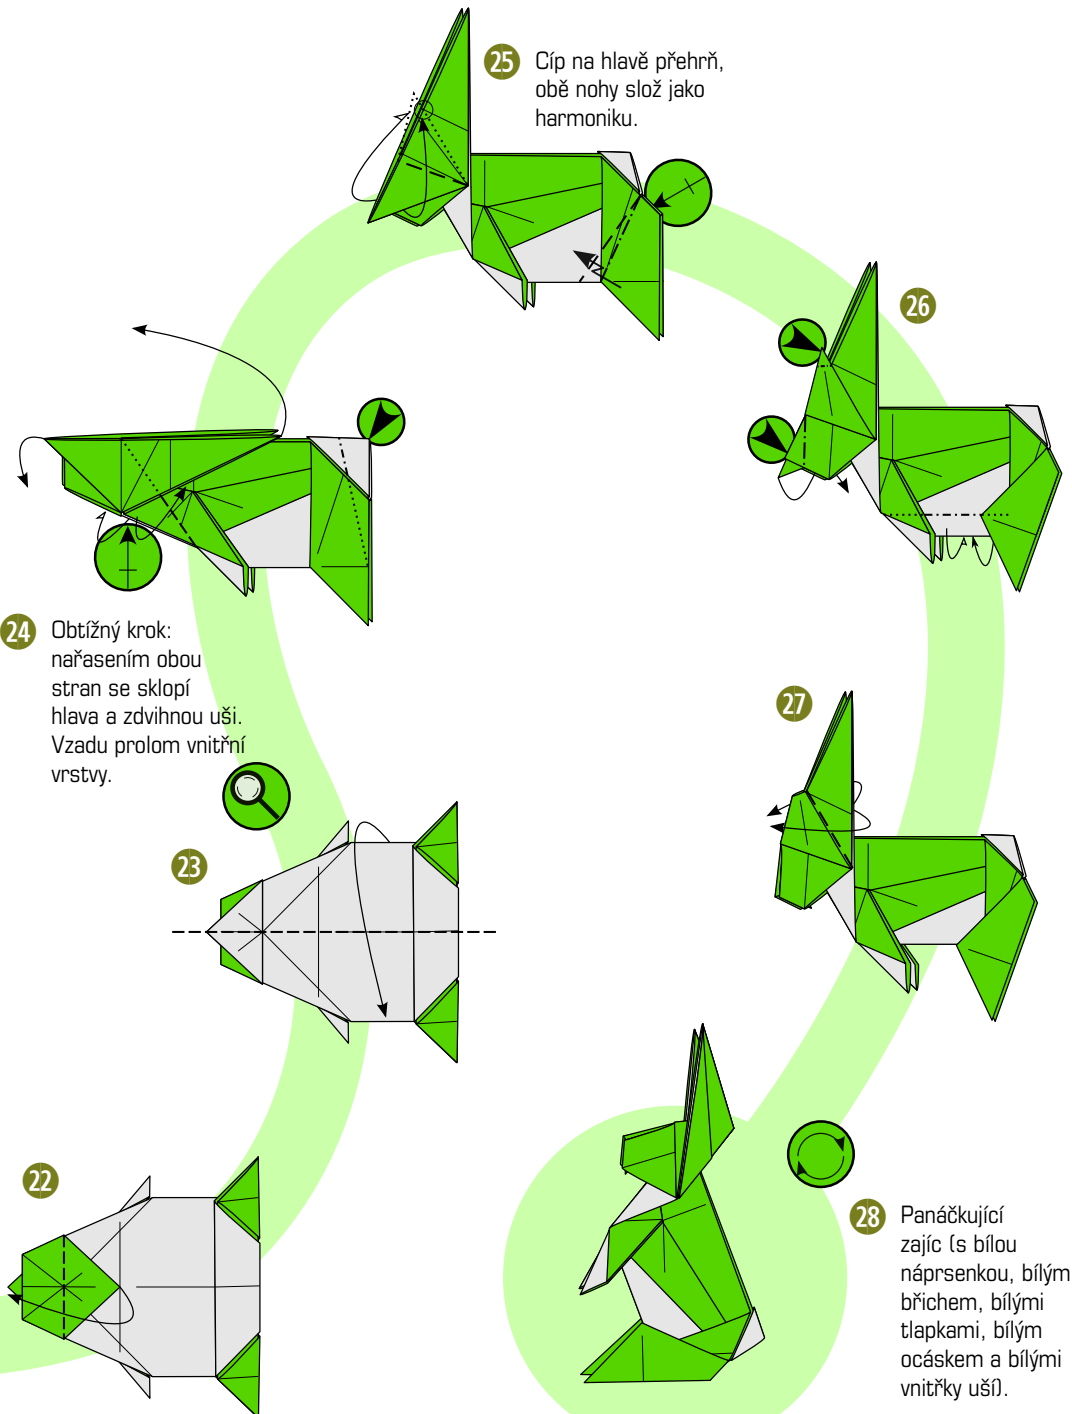 22
23
24 Obtížný krok:
nařasením obou
stran se sklopí
hlava a zdvihnou uši.
Vzadu prolom vnitřní
vrstvy.
25 Cíp na hlavě přehrň,
obě nohy slož jako
harmoniku.
26
27
28 Panáčkující
zajíc (s bílou
náprsenkou, bílým
břichem, bílými
tlapkami, bílým
ocáskem a bílými
vnitřky uší).